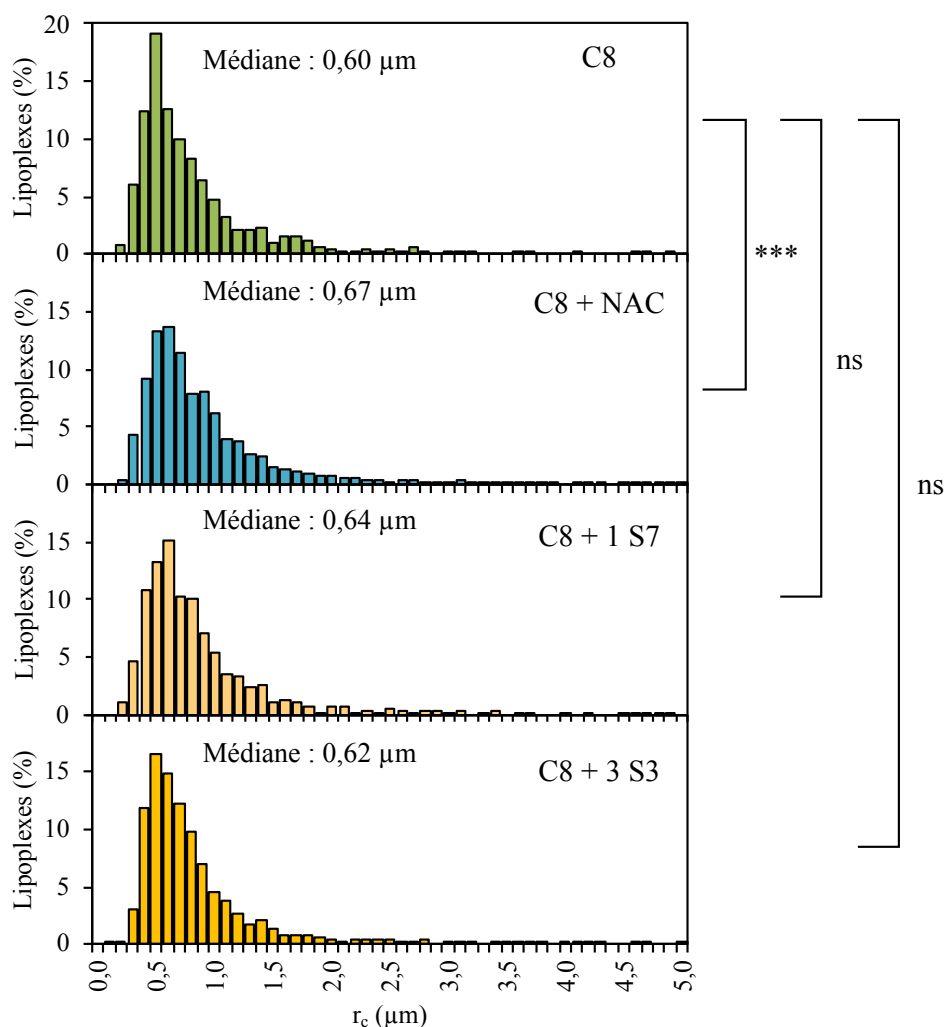 20
15
10
5
0
Lipoplexes (%)
Médiane : 0,60 µm
C8
15
10
5
0
Lipoplexes (%)
Médiane : 0,67 µm
C8 + NAC
15
10
5
0
Lipoplexes (%)
Médiane : 0,64 µm
C8 + 1 S7
15
10
5
0
Lipoplexes (%)
Médiane : 0,62 µm
C8 + 3 S3
0,0
0,5
1,0
1,5
2,0
2,5
3,0
3,5
4,0
4,5
5,0
r_c (µm)
***
ns
ns